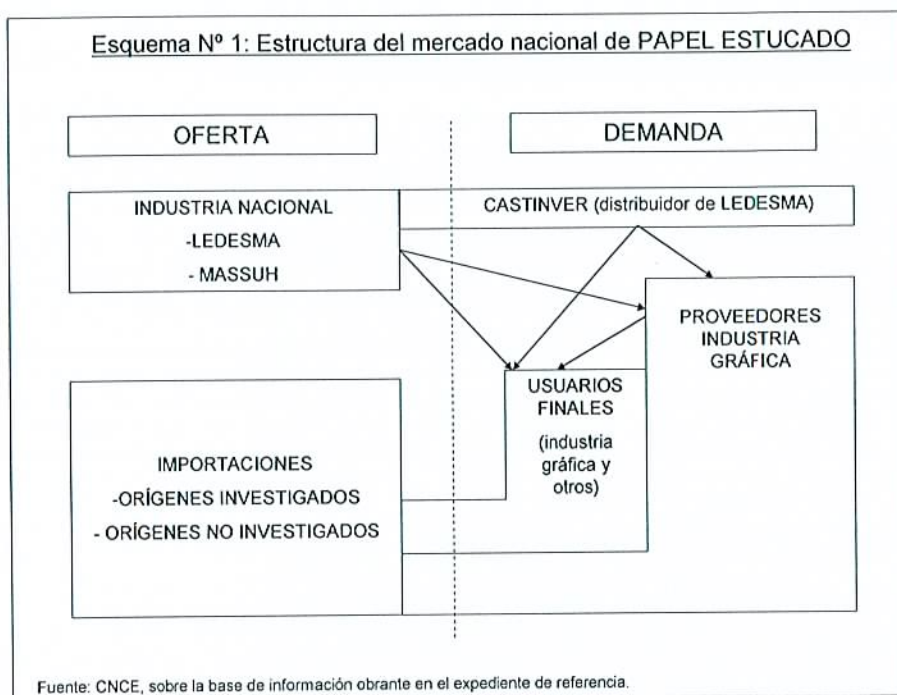 Esquema Nº 1: Estructura del mercado nacional de PAPEL ESTUCADO
OFERTA
DEMANDA
INDUSTRIA NACIONAL
-LEDESMA
- MASSUH
CASTINVER (distribuidor de LEDESMA)
PROVEEDORES
INDUSTRIA
GRÁFICA
USUARIOS
FINALES
(industria
gráfica y
otros)
IMPORTACIONES
-ORÍGENES INVESTIGADOS
- ORÍGENES NO INVESTIGADOS
Fuente: CNCE, sobre la base de información obrante en el expediente de referencia.